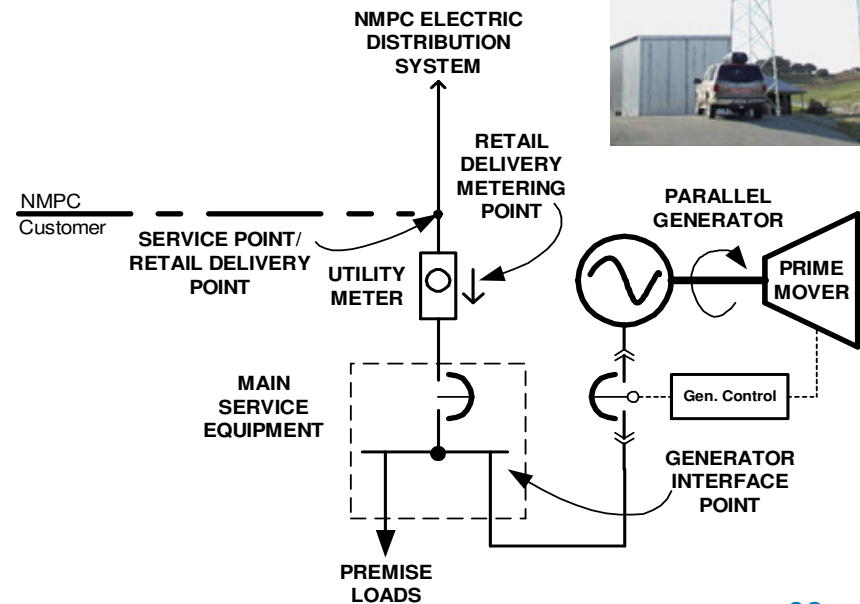 NMPC ELECTRIC
DISTRIBUTION
SYSTEM
RETAIL
DELIVERY
METERING
POINT
NMPC
Customer
SERVICE POINT/
RETAIL DELIVERY
POINT
UTILITY
METER
PARALLEL
GENERATOR
PRIME
MOVER
MAIN
SERVICE
EQUIPMENT
Gen. Control
GENERATOR
INTERFACE
POINT
PREMISE
LOADS